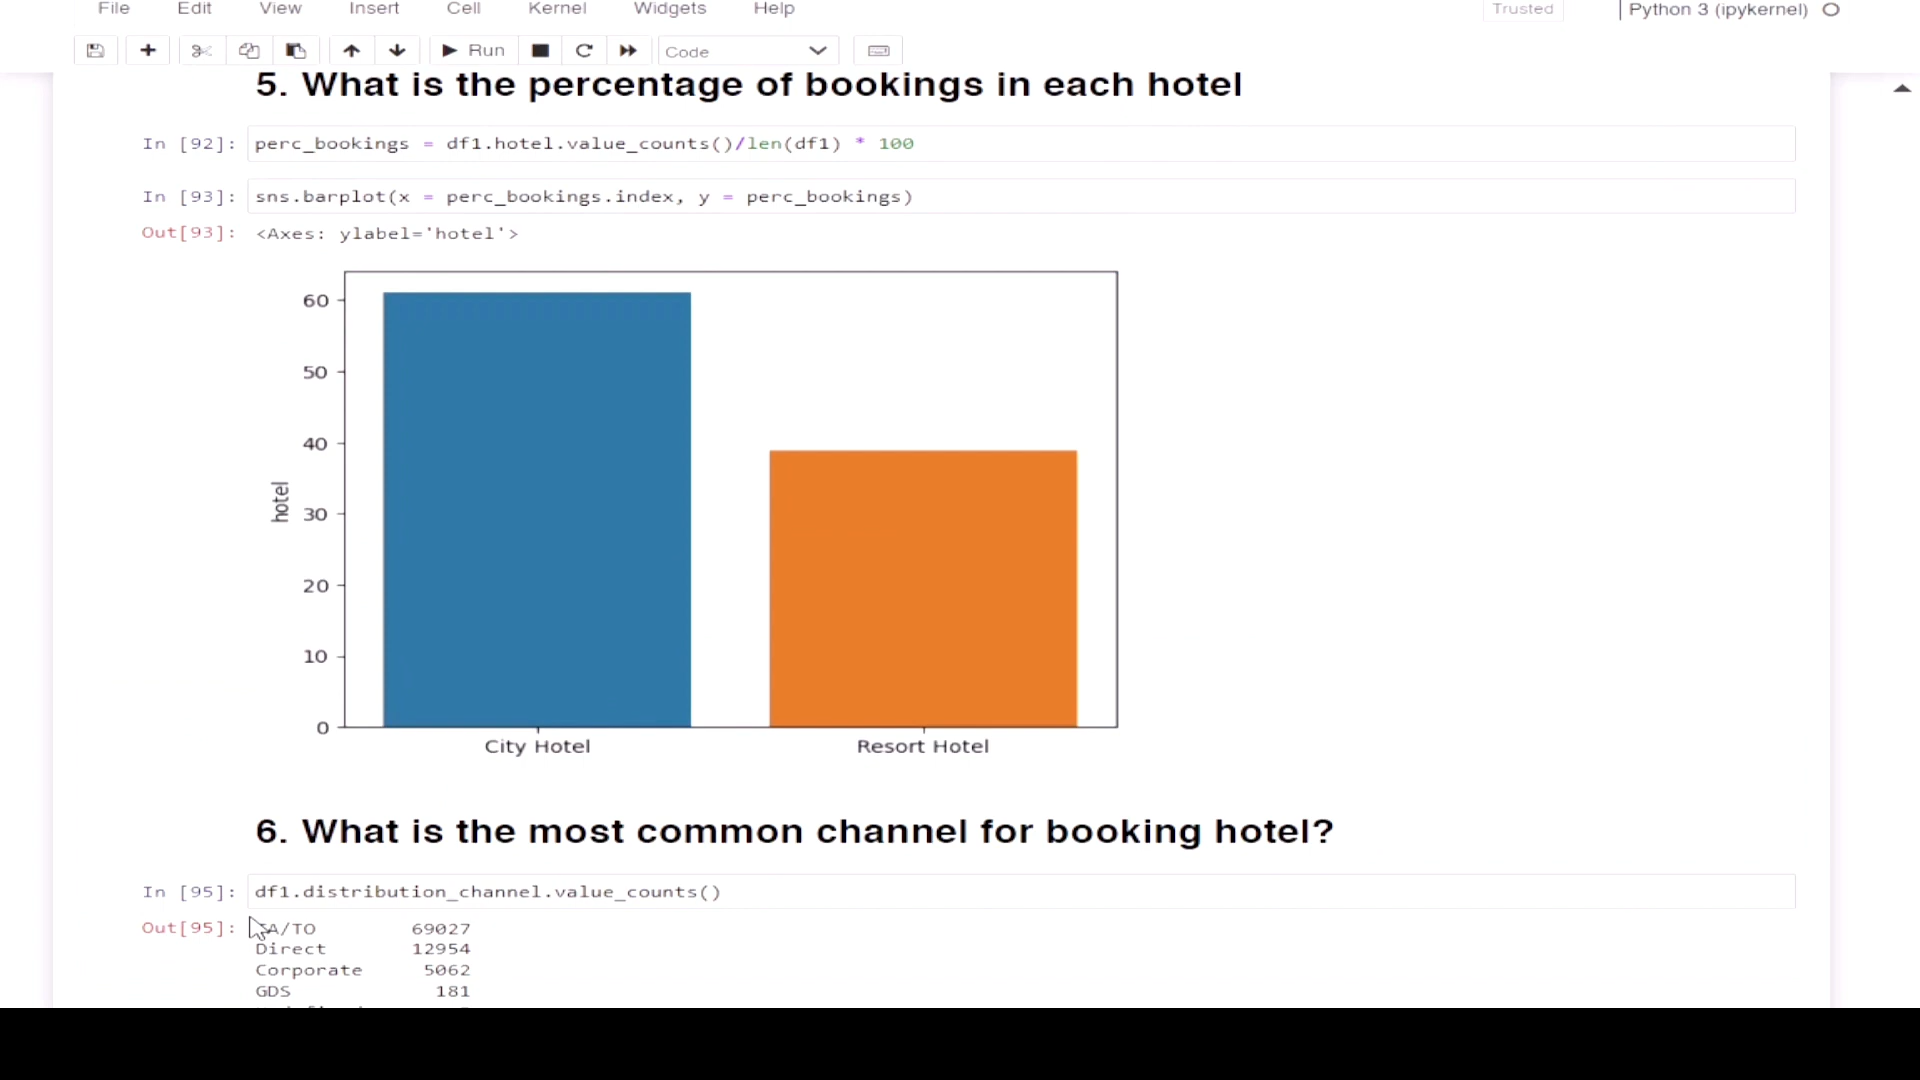 File Edit View Insert Cell Kernel Widgets Help Trusted Python 3 (ipykernel)
Run Code
5. What is the percentage of bookings in each hotel
In [92]: perc_bookings = df1.hotel.value_counts()/len(df1) * 100
In [93]: sns.barplot(x = perc_bookings.index, y = perc_bookings)
Out[93]: <Axes: ylabel='hotel'>
60
50
40
hotel
30
20
10
0
City Hotel Resort Hotel
6. What is the most common channel for booking hotel?
In [95]: df1.distribution_channel.value_counts()
Out[95]: TA/TO 69027
Direct 12954
Corporate 5062
GDS 181